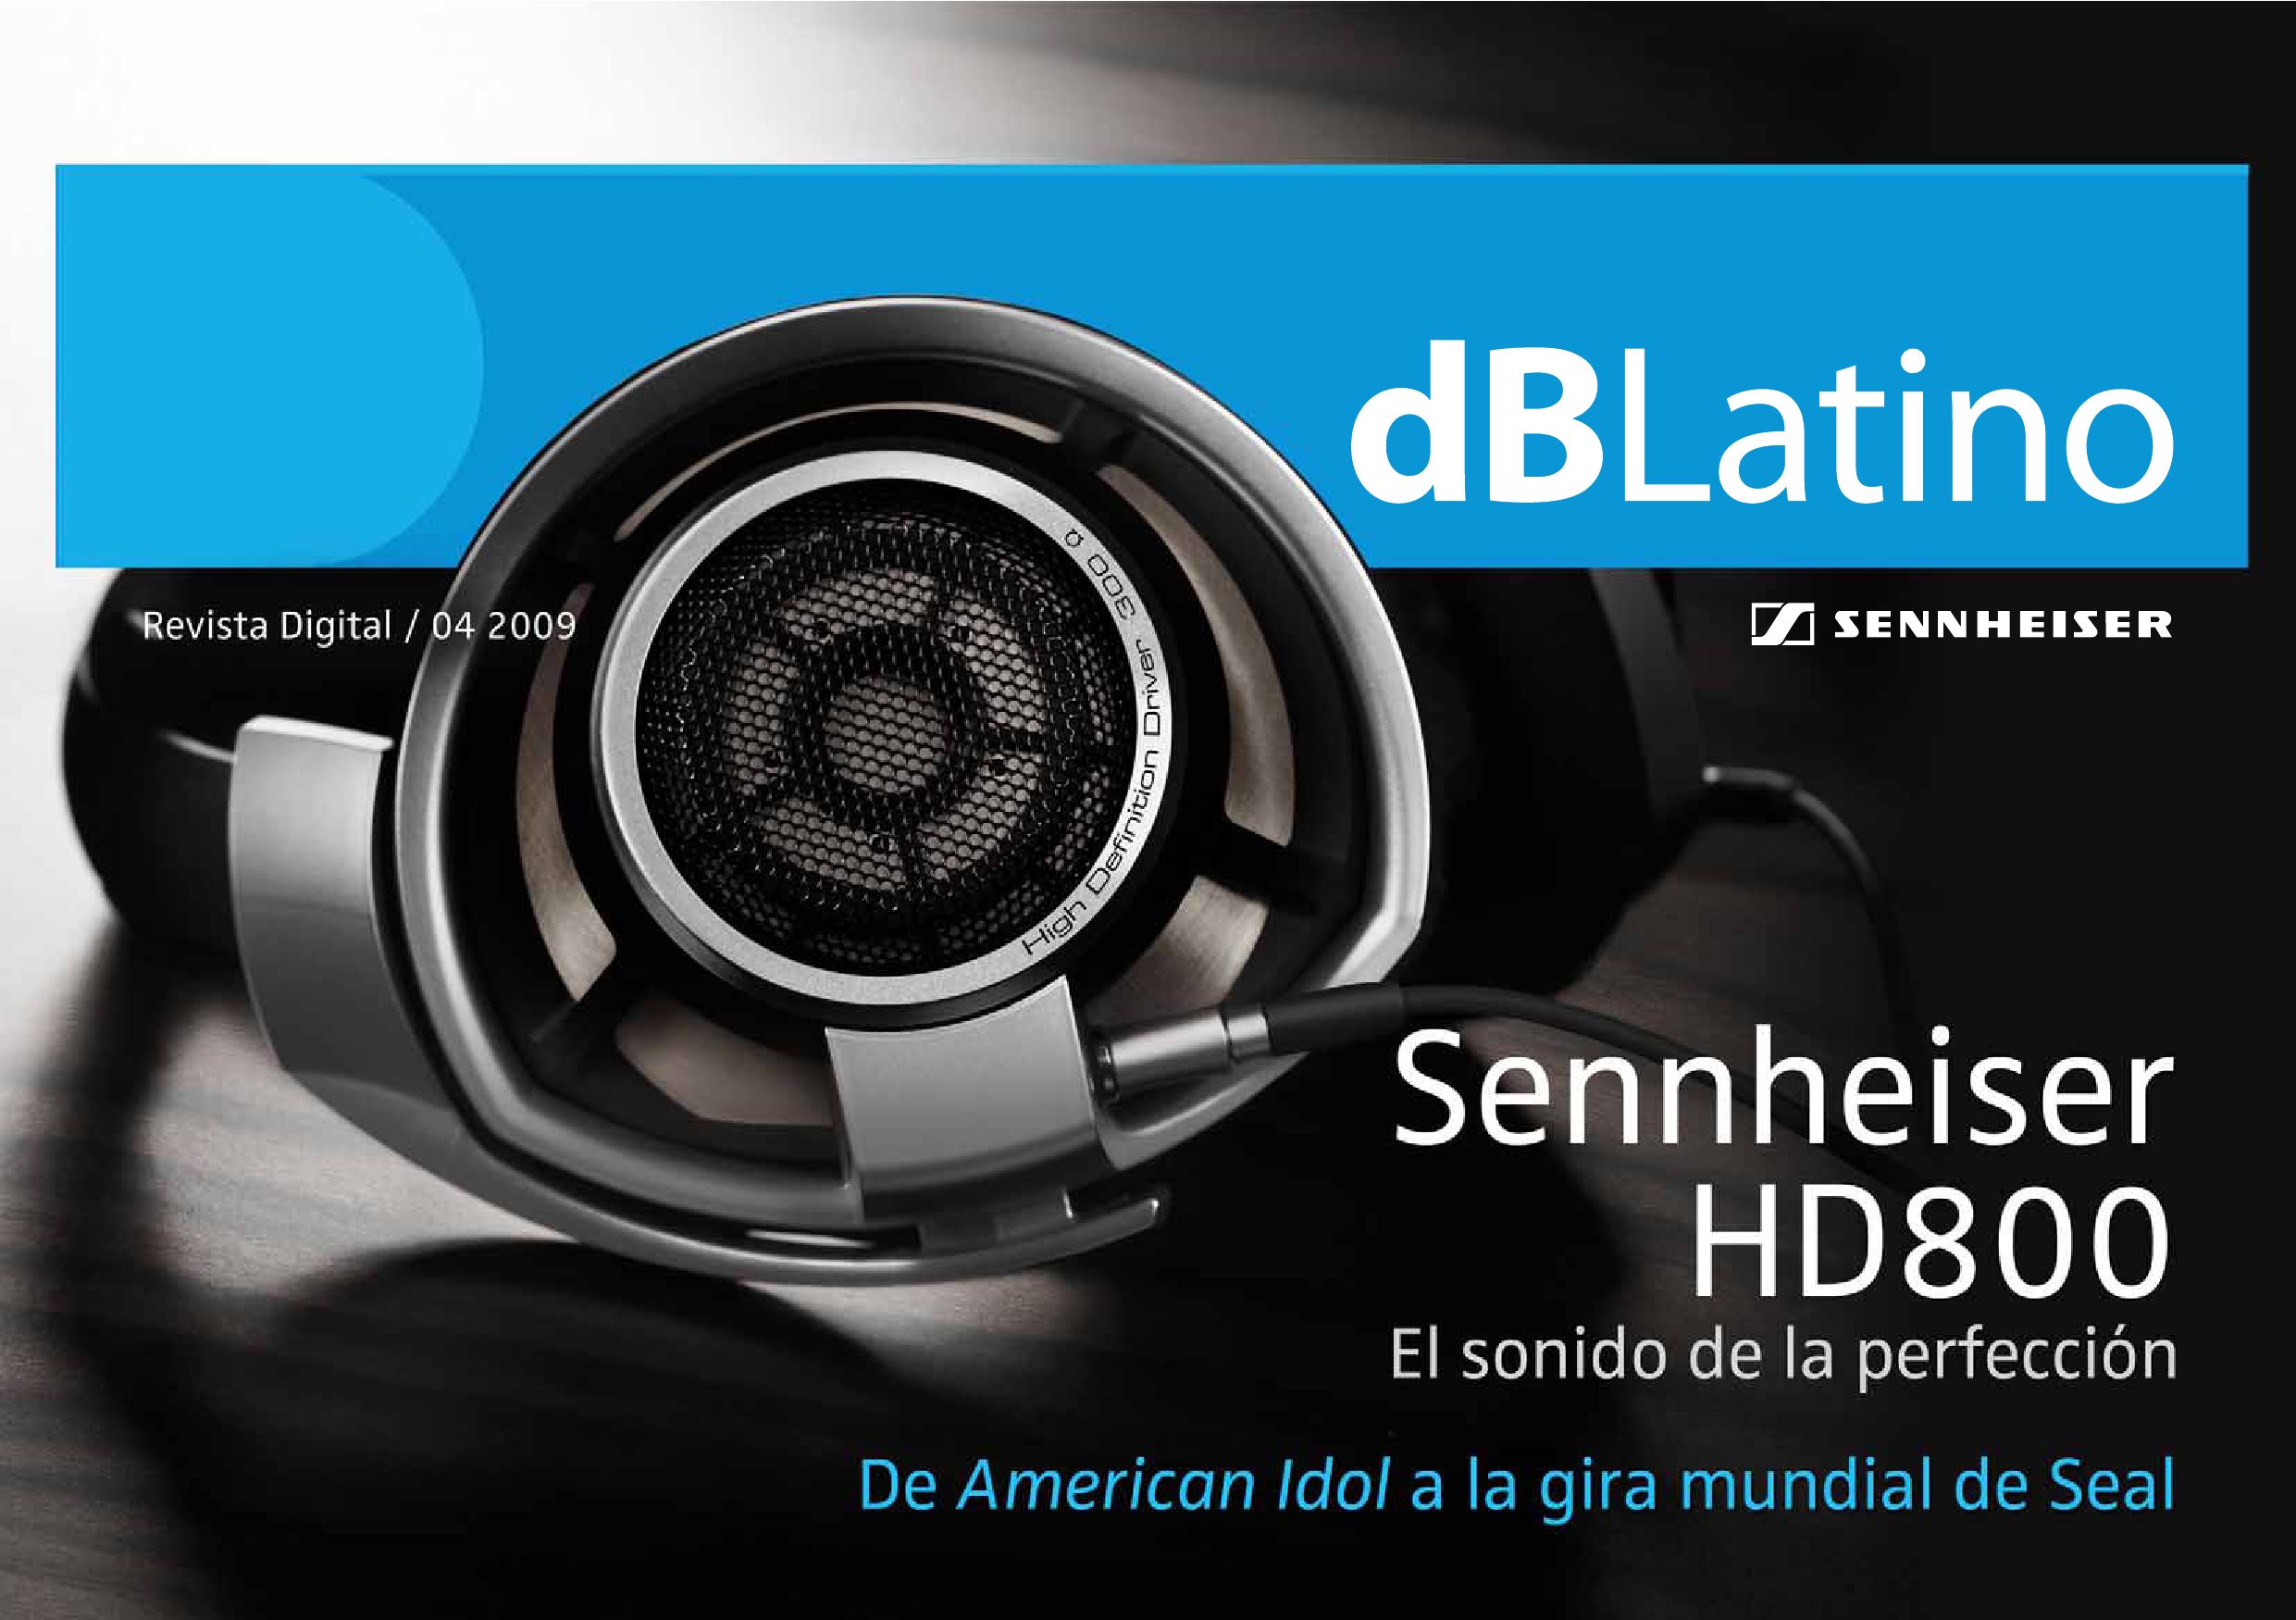 dBLatino
Revista Digital / 04 2009
SENNHEISER
High Definition Driver 300 Ω
Sennheiser
HD800
El sonido de la perfección
De American Idol a la gira mundial de Seal